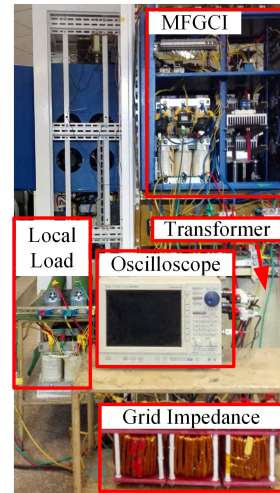 MFGCI
Local
Load
Transformer
Oscilloscope
Grid Impedance